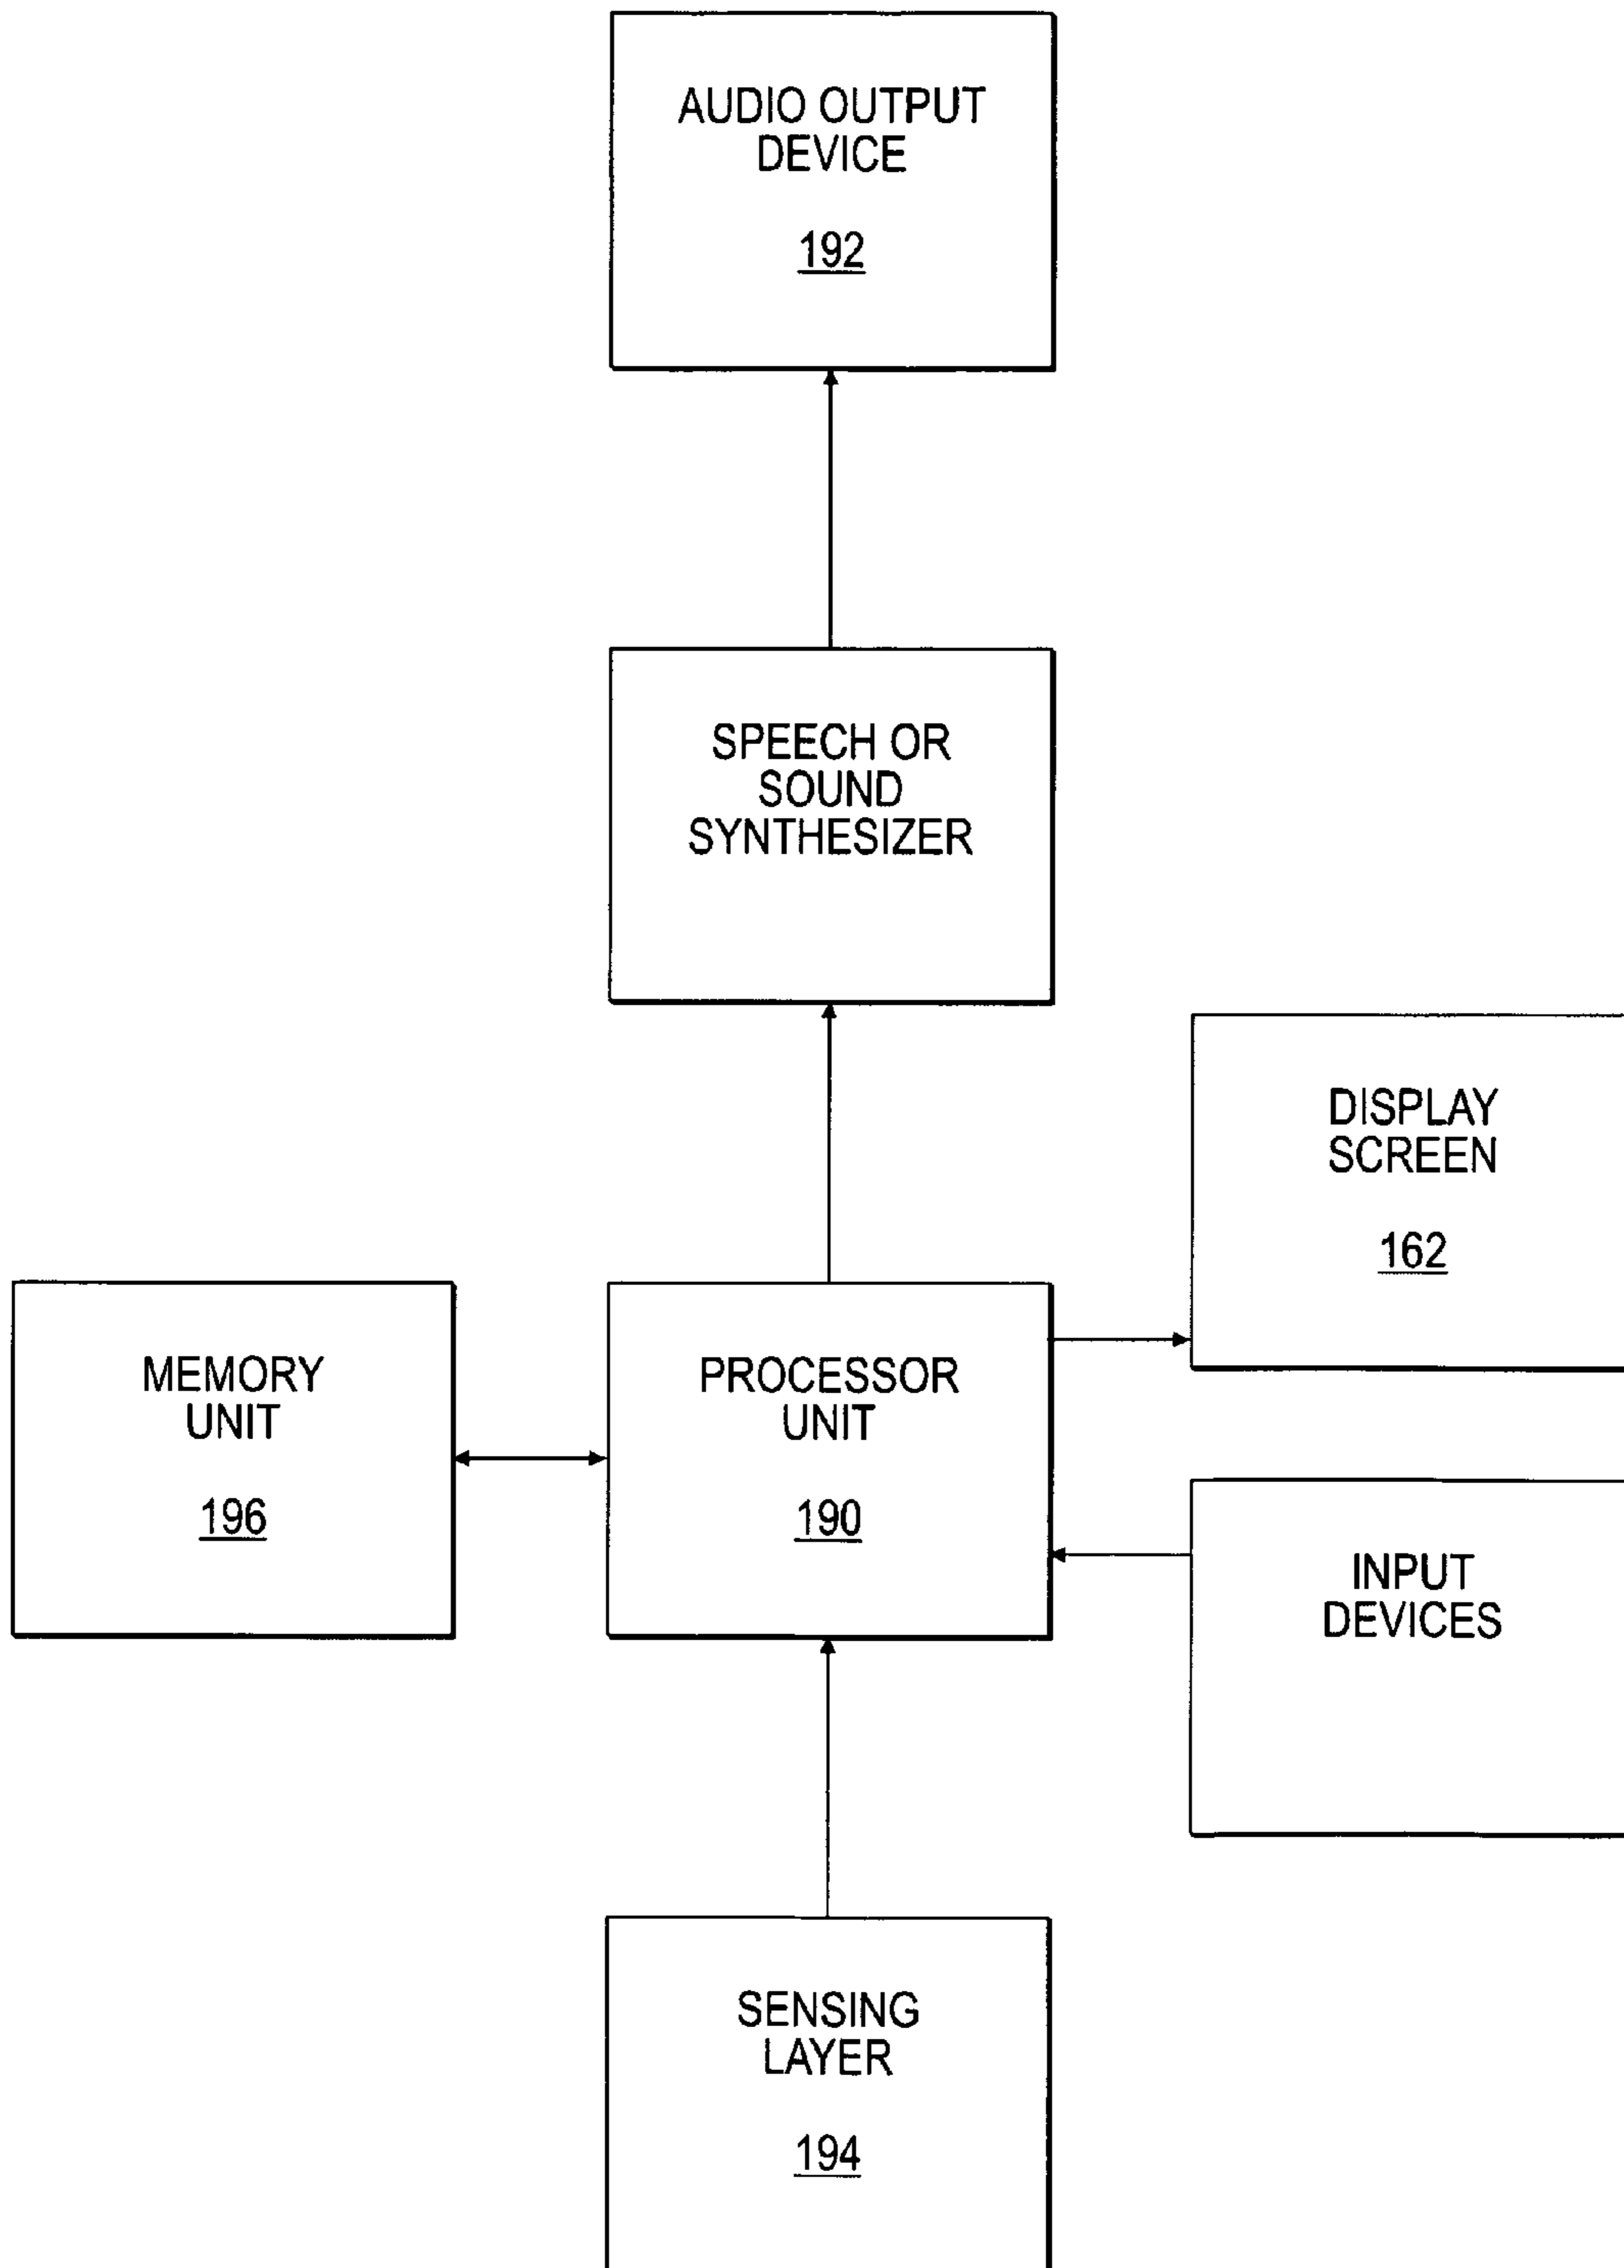 AUDIO OUTPUT
DEVICE
192
SPEECH OR
SOUND
SYNTHESIZER
DISPLAY
SCREEN
162
MEMORY
UNIT
196
PROCESSOR
UNIT
190
INPUT
DEVICES
SENSING
LAYER
194